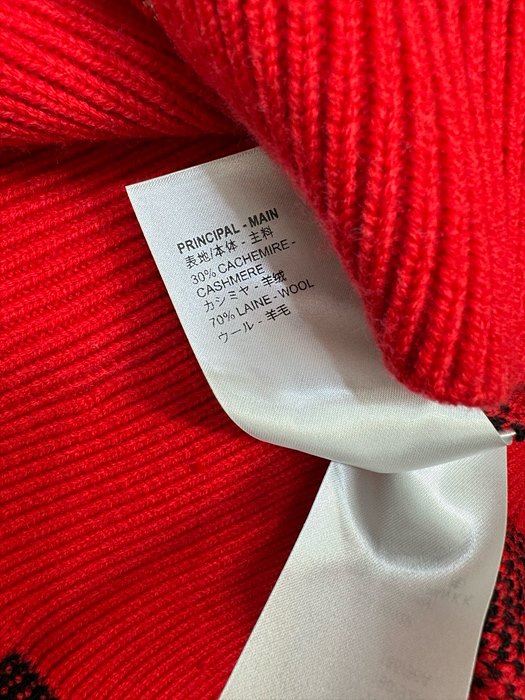 PRINCIPAL - MAIN
表地/本体 - 主料
30% CACHEMIRE -
CASHMERE
カシミヤ - 羊绒
70% LAINE - WOOL
ウール - 羊毛